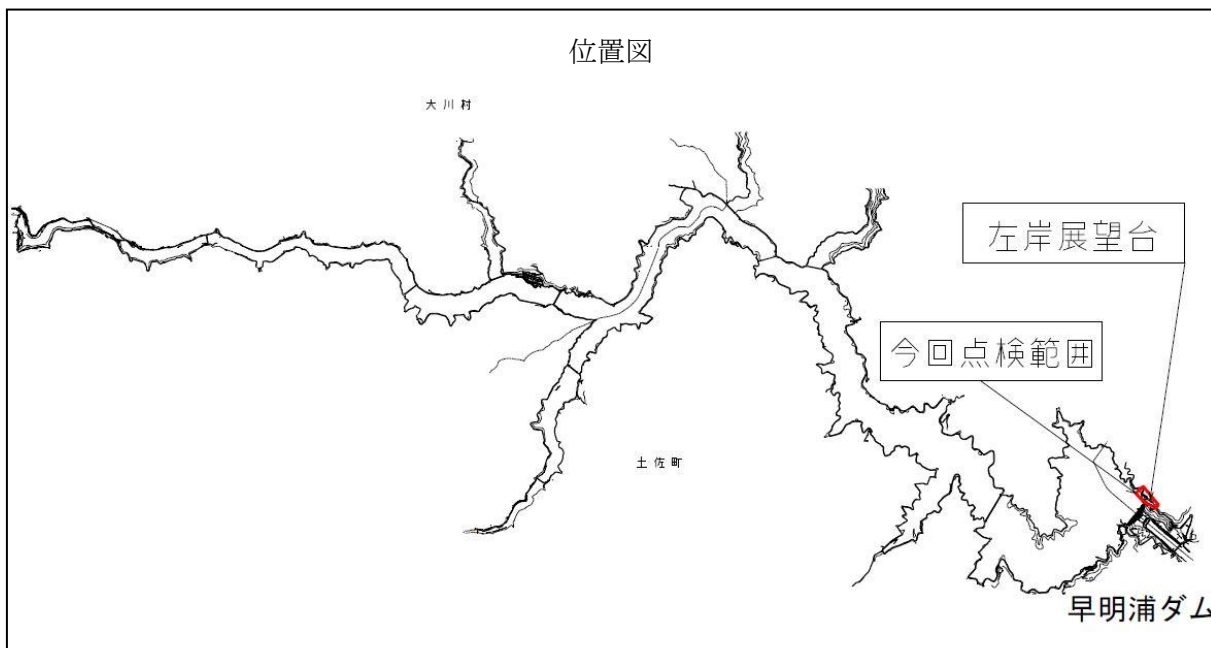 位置図
大川村
左岸展望台
今回点検範囲
土佐町
早明浦ダム